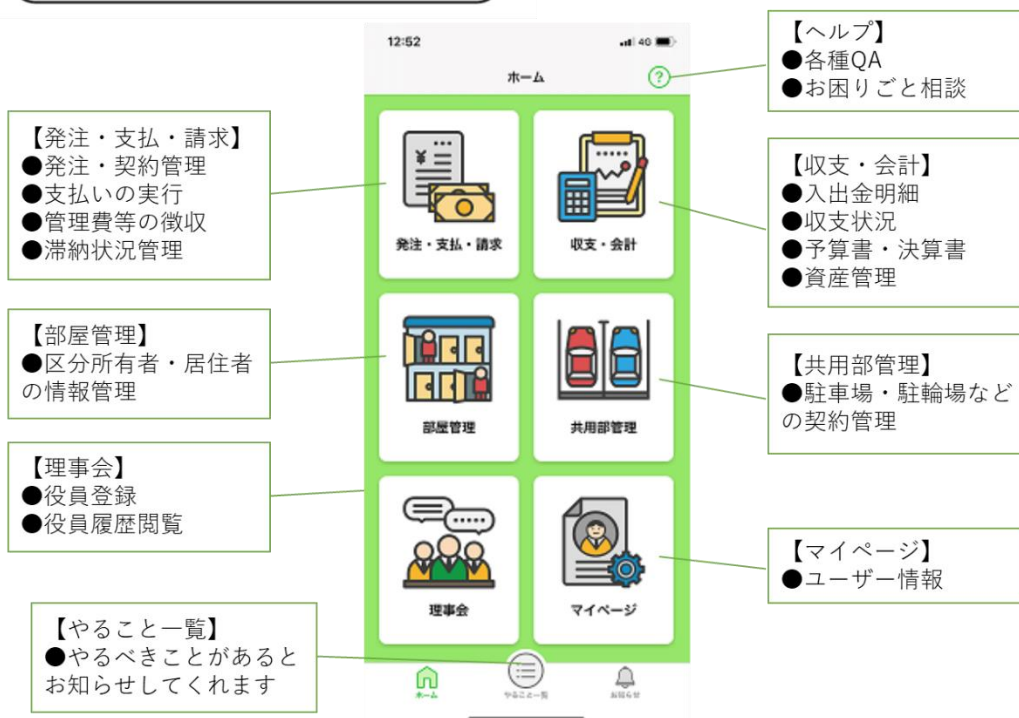 【ヘルプ】
●各種QA
●お困りごと相談
12:52
4G
ホーム
?
【発注・支払・請求】
●発注・契約管理
●支払いの実行
●管理費等の徴収
●滞納状況管理
¥
発注・支払・請求
収支・会計
【収支・会計】
●入出金明細
●収支状況
●予算書・決算書
●資産管理
【部屋管理】
●区分所有者・居住者
の情報管理
部屋管理
共用部管理
【共用部管理】
●駐車場・駐輪場など
の契約管理
【理事会】
●役員登録
●役員履歴閲覧
理事会
マイページ
【マイページ】
●ユーザー情報
【やること一覧】
●やるべきことがあると
お知らせしてくれます
ホーム
やること一覧
お知らせ